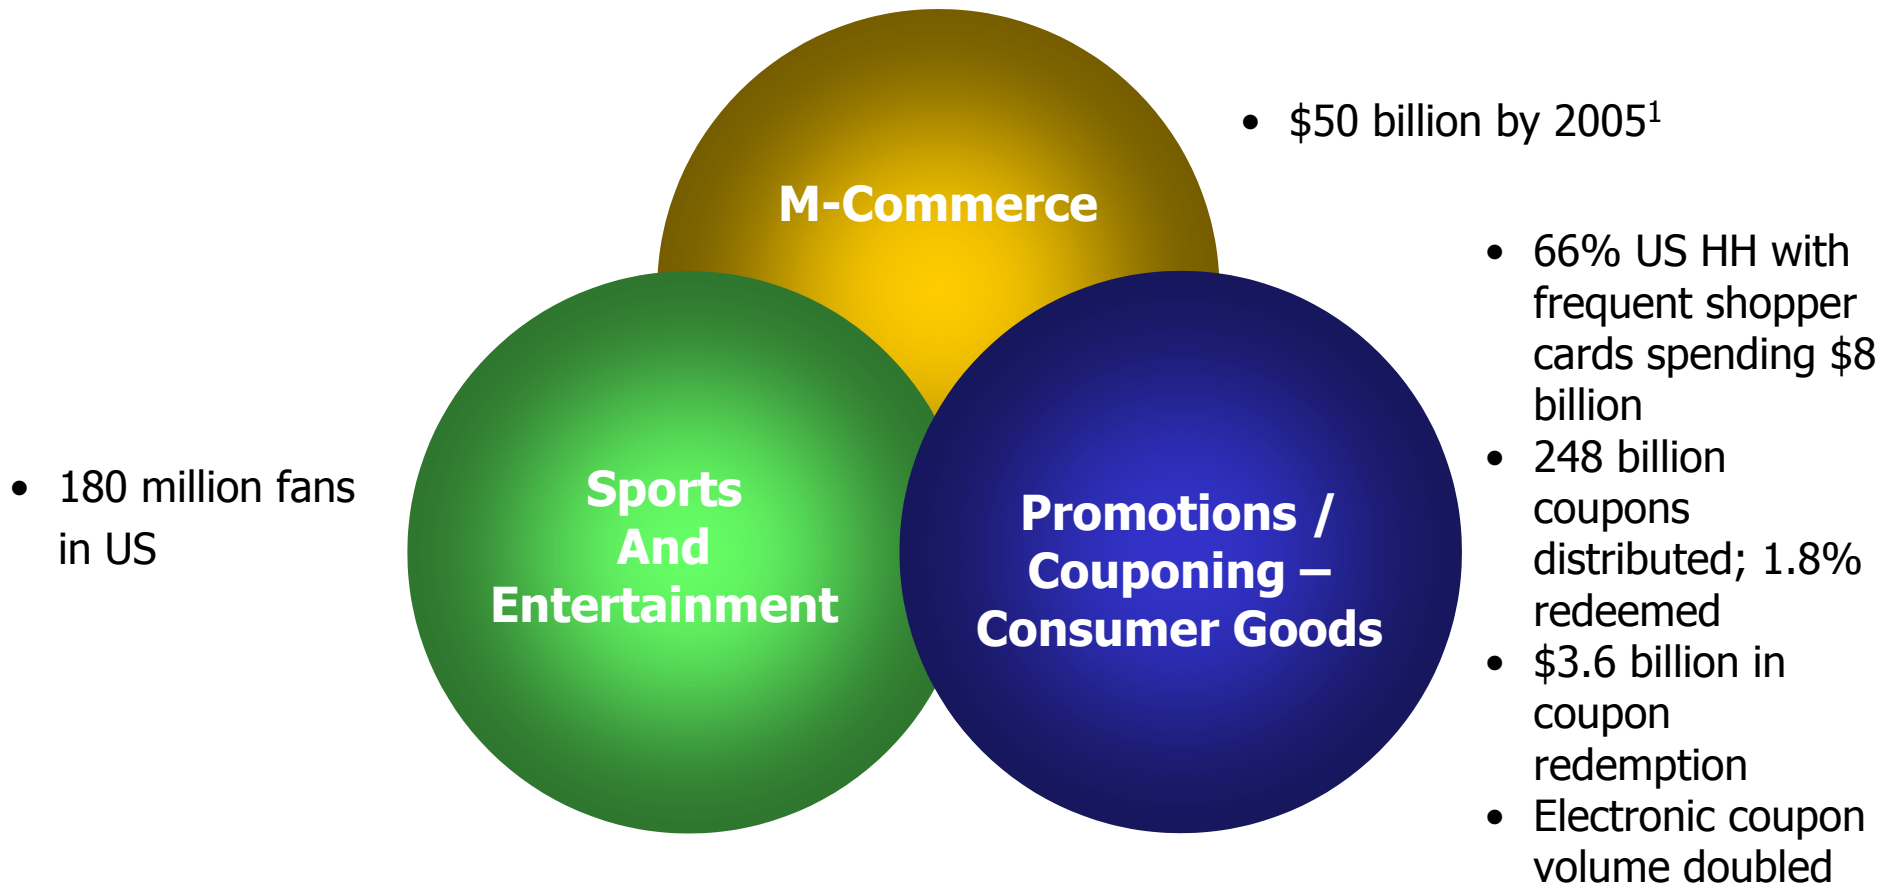 M-Commerce
• $50 billion by 2005¹
• 66% US HH with
frequent shopper
cards spending $8
billion
• 248 billion
coupons
distributed; 1.8%
redeemed
• $3.6 billion in
coupon
redemption
• Electronic coupon
volume doubled
• 180 million fans
in US
Sports
And
Entertainment
Promotions /
Couponing –
Consumer Goods